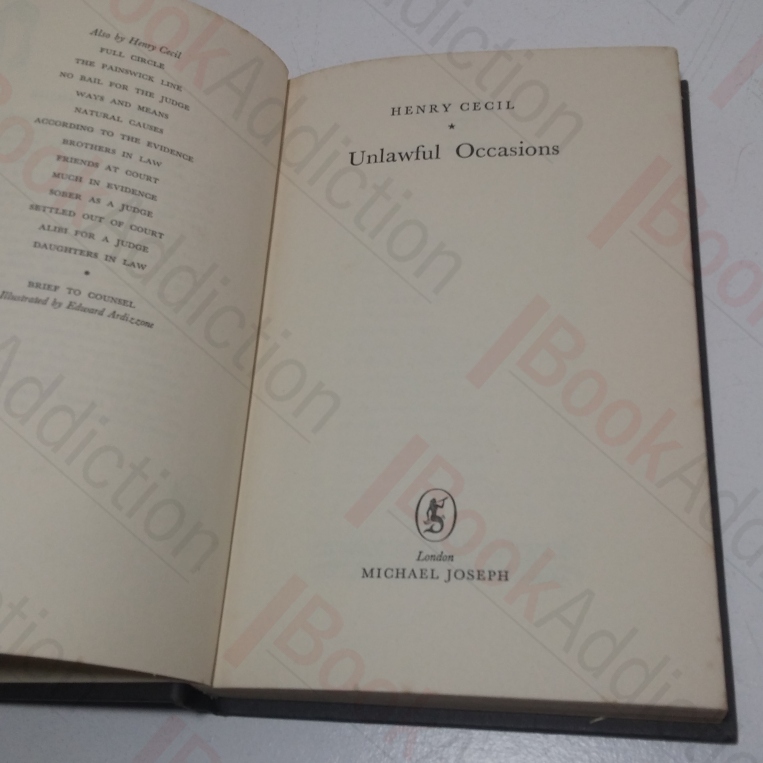 Also by Henry Cecil
FULL CIRCLE
THE PAINSWICK LINE
NO BAIL FOR THE JUDGE
WAYS AND MEANS
NATURAL CAUSES
ACCORDING TO THE EVIDENCE
BROTHERS IN LAW
FRIENDS AT COURT
MUCH IN EVIDENCE
SOBER AS A JUDGE
SETTLED OUT OF COURT
ALIBI FOR A JUDGE
DAUGHTERS IN LAW
BRIEF TO COUNSEL
Illustrated by Edward Ardizzone
HENRY CECIL
Unlawful Occasions
London
MICHAEL JOSEPH
BookAddiction